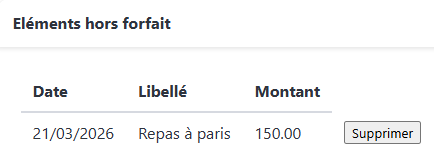 Eléments hors forfait
Date Libellé Montant
21/03/2026 Repas à paris 150.00 Supprimer